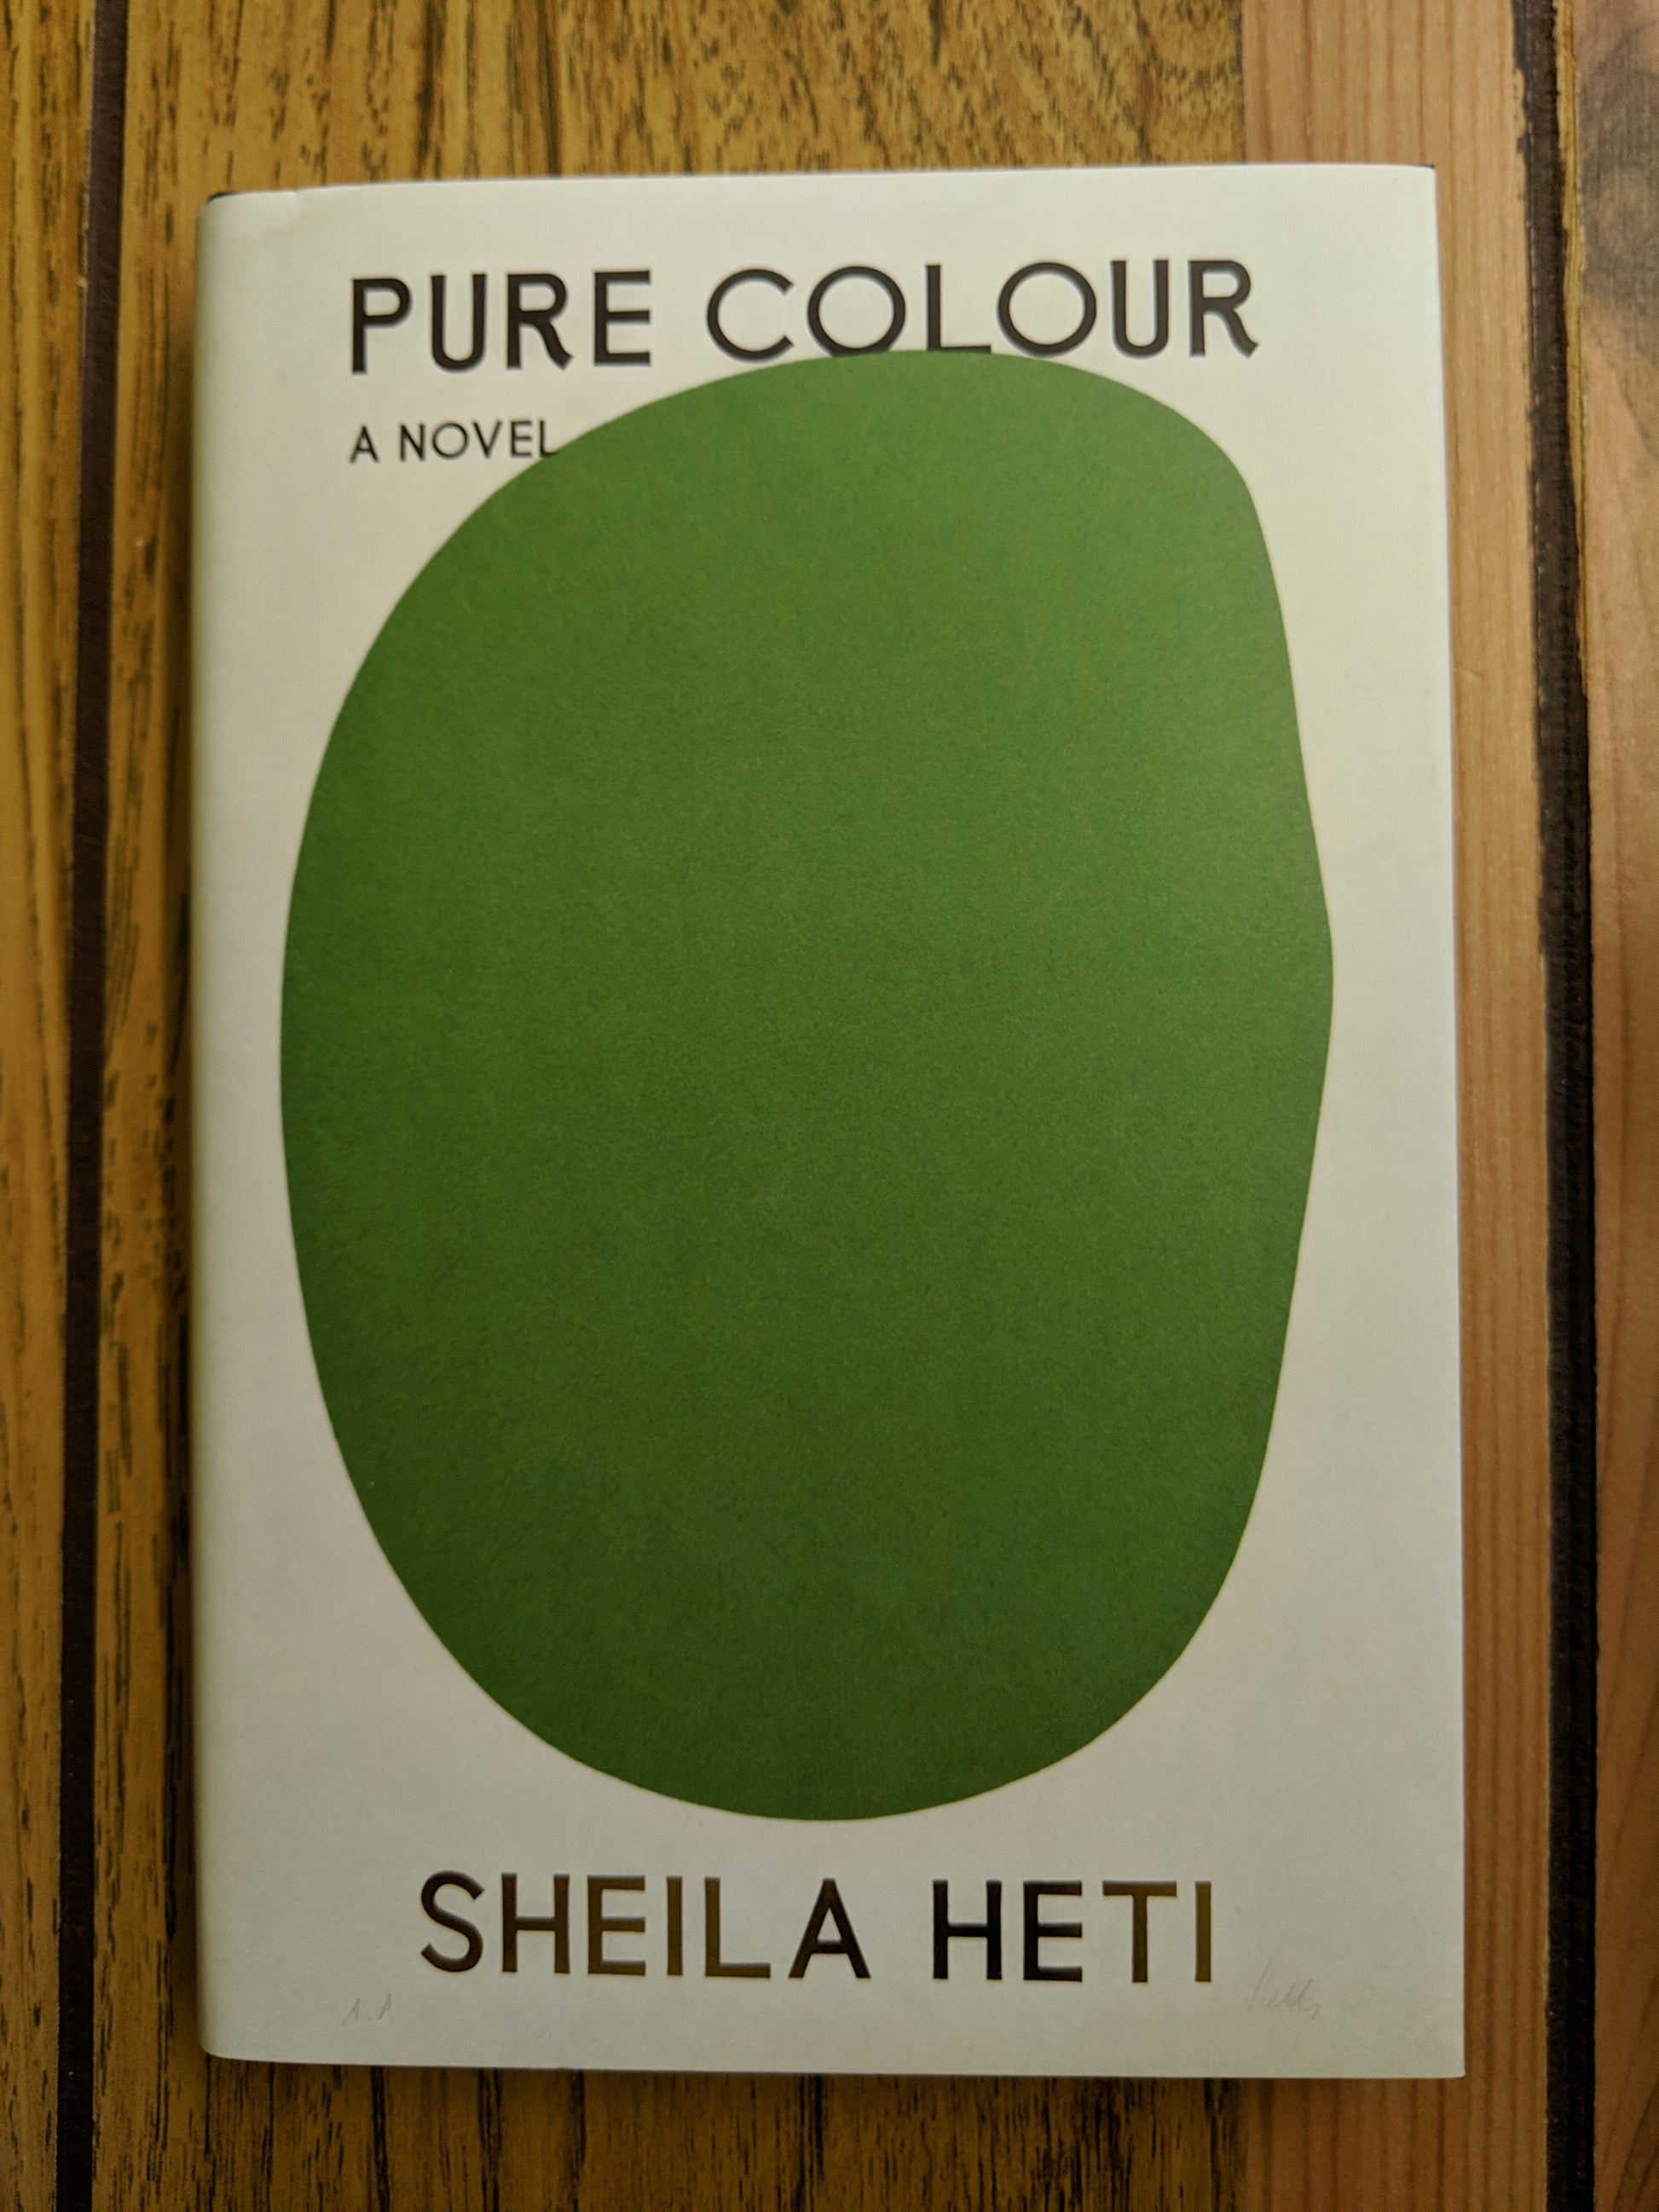 PURE COLOUR
A NOVEL
SHEILA HETI
A.P.